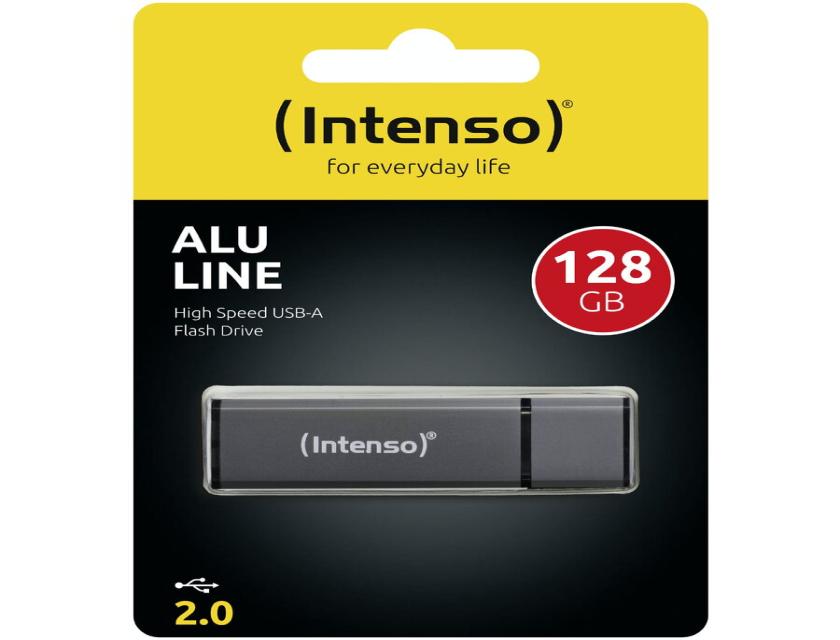 (Intenso)®
for everyday life
ALU
LINE
128
GB
High Speed USB-A
Flash Drive
(Intenso)®
2.0